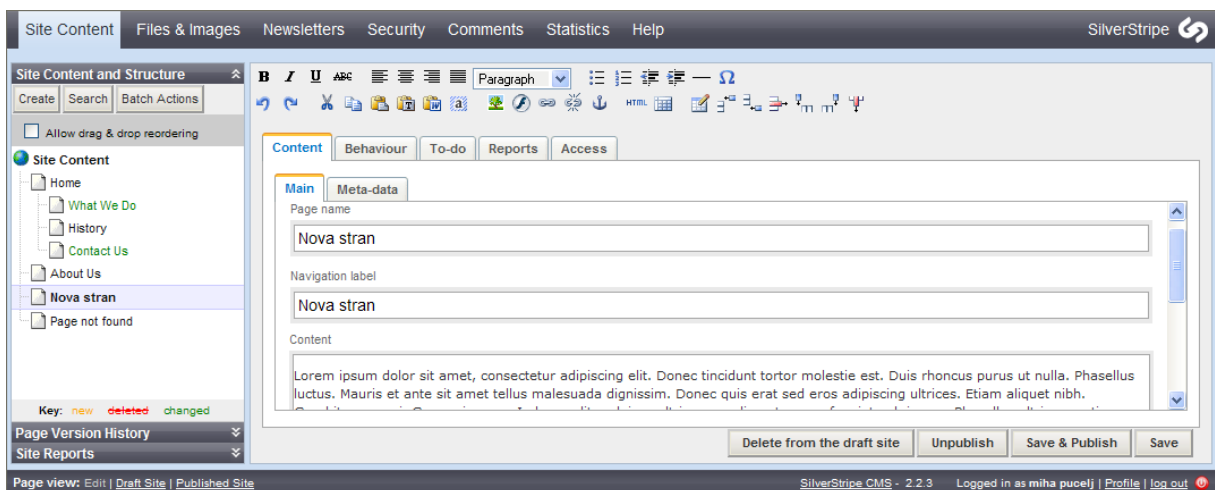 Site Content Files & Images Newsletters Security Comments Statistics Help SilverStripe
Site Content and Structure
Create Search Batch Actions
Allow drag & drop reordering
Site Content
Home
What We Do
History
Contact Us
About Us
Nova stran
Page not found
Key: new deleted changed
Page Version History
Site Reports
B I U ABC Paragraph Ω
HTML
Content Behaviour To-do Reports Access
Main Meta-data
Page name
Nova stran
Navigation label
Nova stran
Content
Lorem ipsum dolor sit amet, consectetur adipiscing elit. Donec tincidunt tortor molestie est. Duis rhoncus purus ut nulla. Phasellus
luctus. Mauris et ante sit amet tellus malesuada dignissim. Donec quis erat sed eros adipiscing ultrices. Etiam aliquet nibh.
Delete from the draft site Unpublish Save & Publish Save
Page view: Edit | Draft Site | Published Site SilverStripe CMS - 2.2.3 Logged in as miha pucelj | Profile | log out